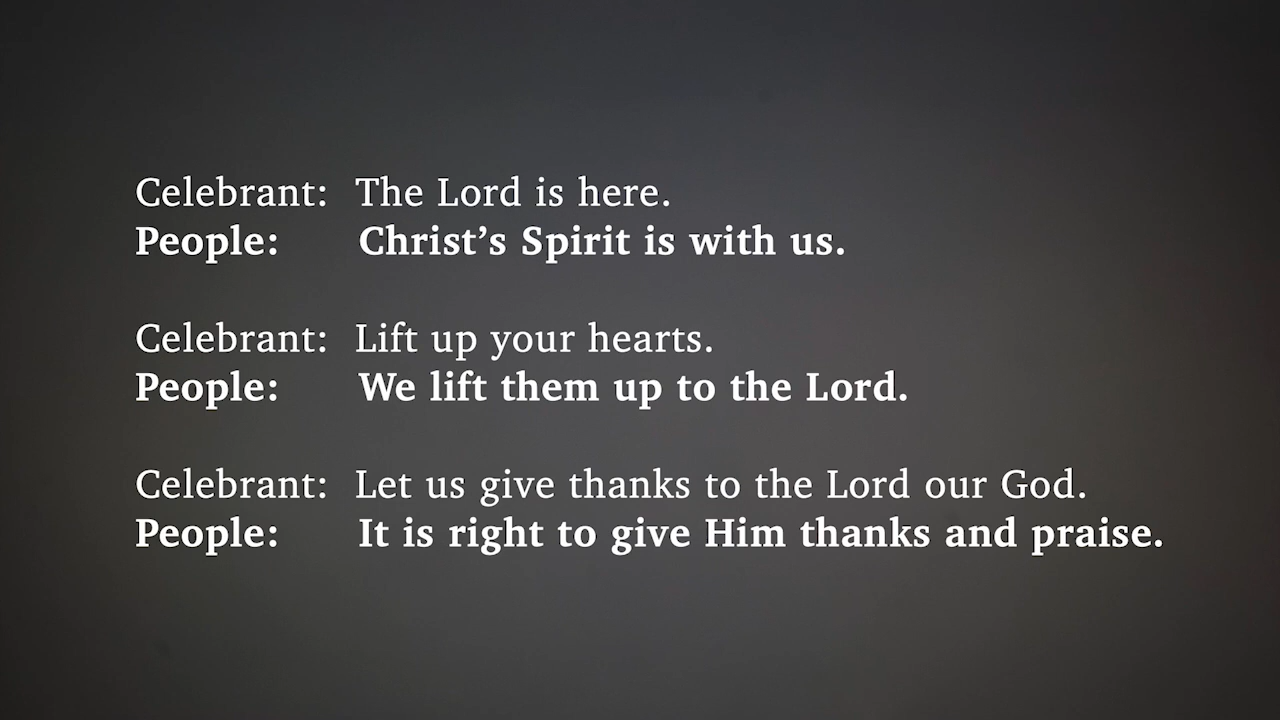 Celebrant: The Lord is here.
People: Christ’s Spirit is with us.
Celebrant: Lift up your hearts.
People: We lift them up to the Lord.
Celebrant: Let us give thanks to the Lord our God.
People: It is right to give Him thanks and praise.